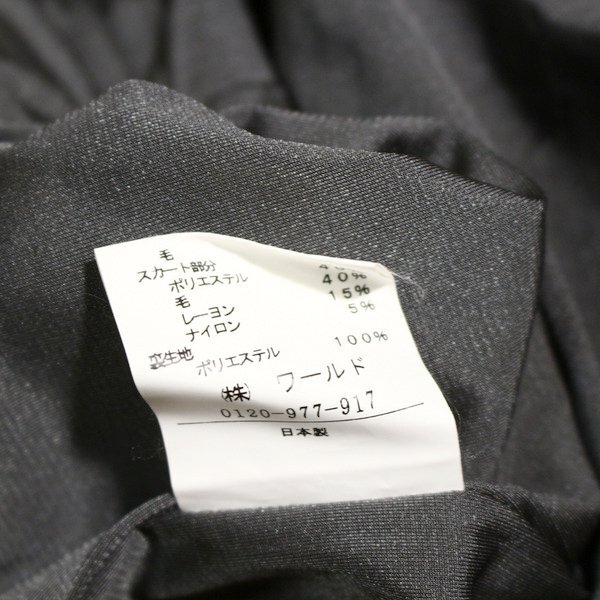 毛
スカート部分
ポリエステル 40%
毛 15%
レーヨン 5%
ナイロン
裏生地
ポリエステル 100%
㈱ ワールド
0120-977-917
日本製